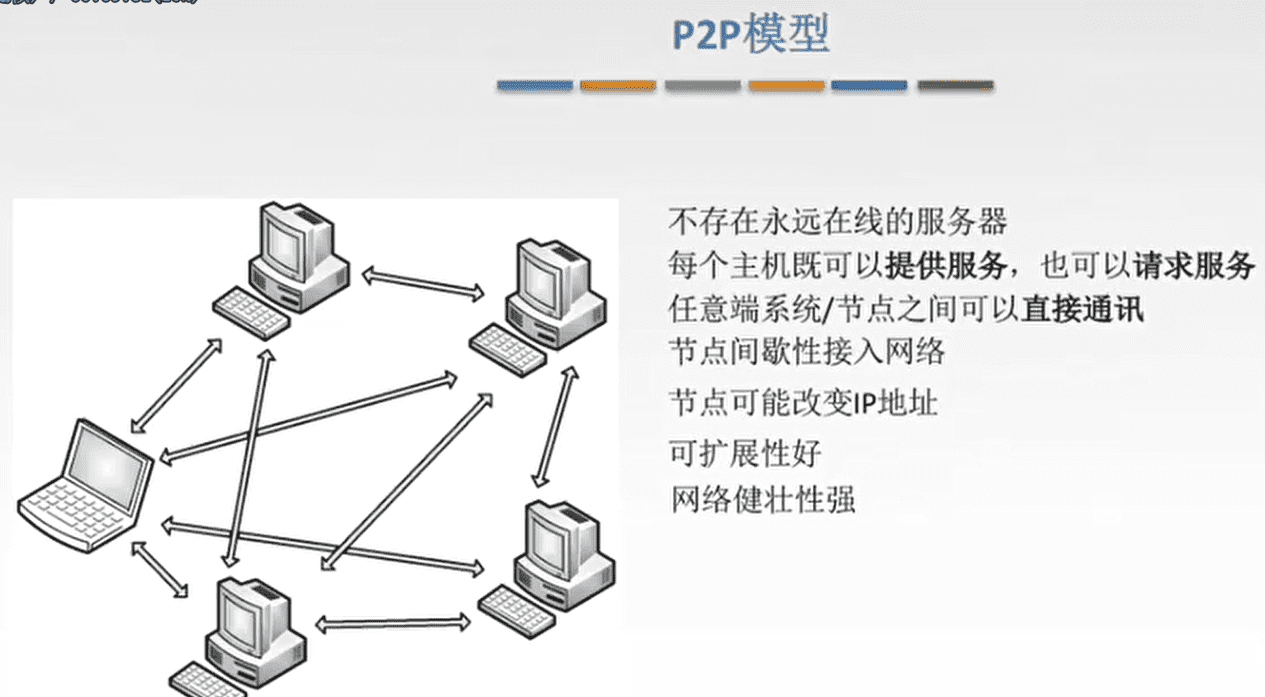 P2P模型
不存在永远在线的服务器
每个主机既可以提供服务，也可以请求服务
任意端系统/节点之间可以直接通讯
节点间歇性接入网络
节点可能改变IP地址
可扩展性好
网络健壮性强